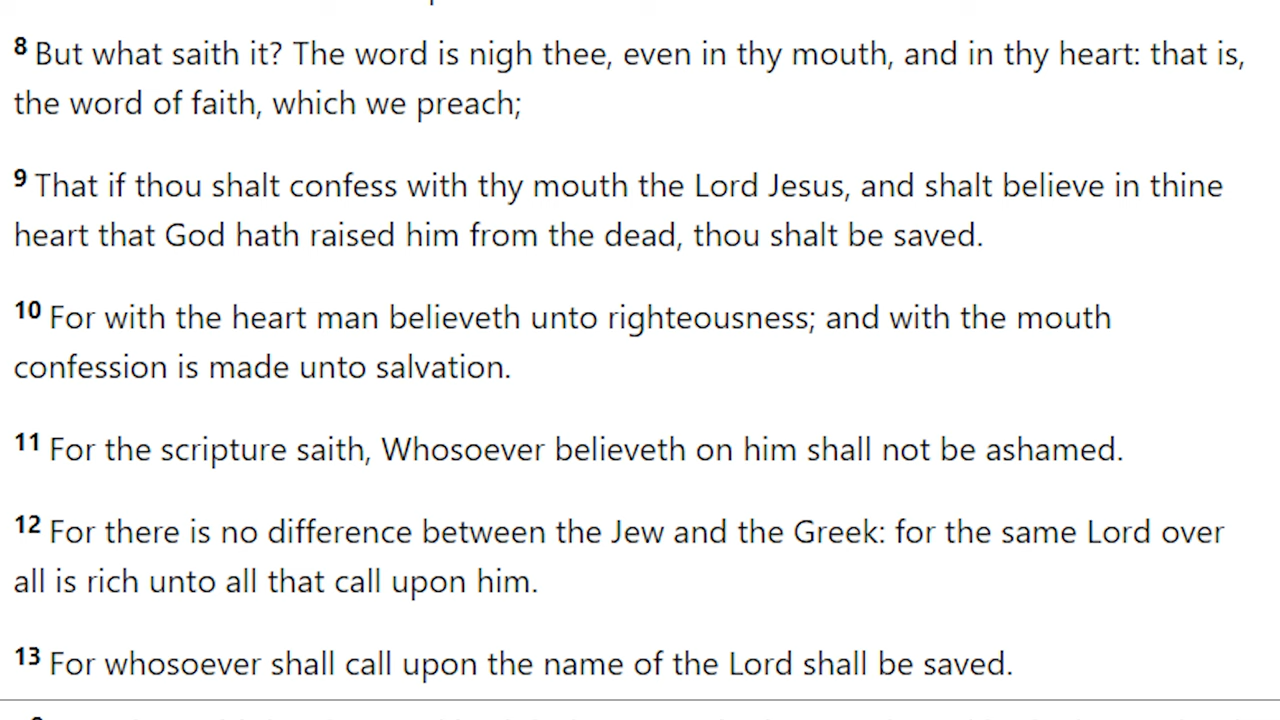 8 But what saith it? The word is nigh thee, even in thy mouth, and in thy heart: that is,
the word of faith, which we preach;
9 That if thou shalt confess with thy mouth the Lord Jesus, and shalt believe in thine
heart that God hath raised him from the dead, thou shalt be saved.
10 For with the heart man believeth unto righteousness; and with the mouth
confession is made unto salvation.
11 For the scripture saith, Whosoever believeth on him shall not be ashamed.
12 For there is no difference between the Jew and the Greek: for the same Lord over
all is rich unto all that call upon him.
13 For whosoever shall call upon the name of the Lord shall be saved.